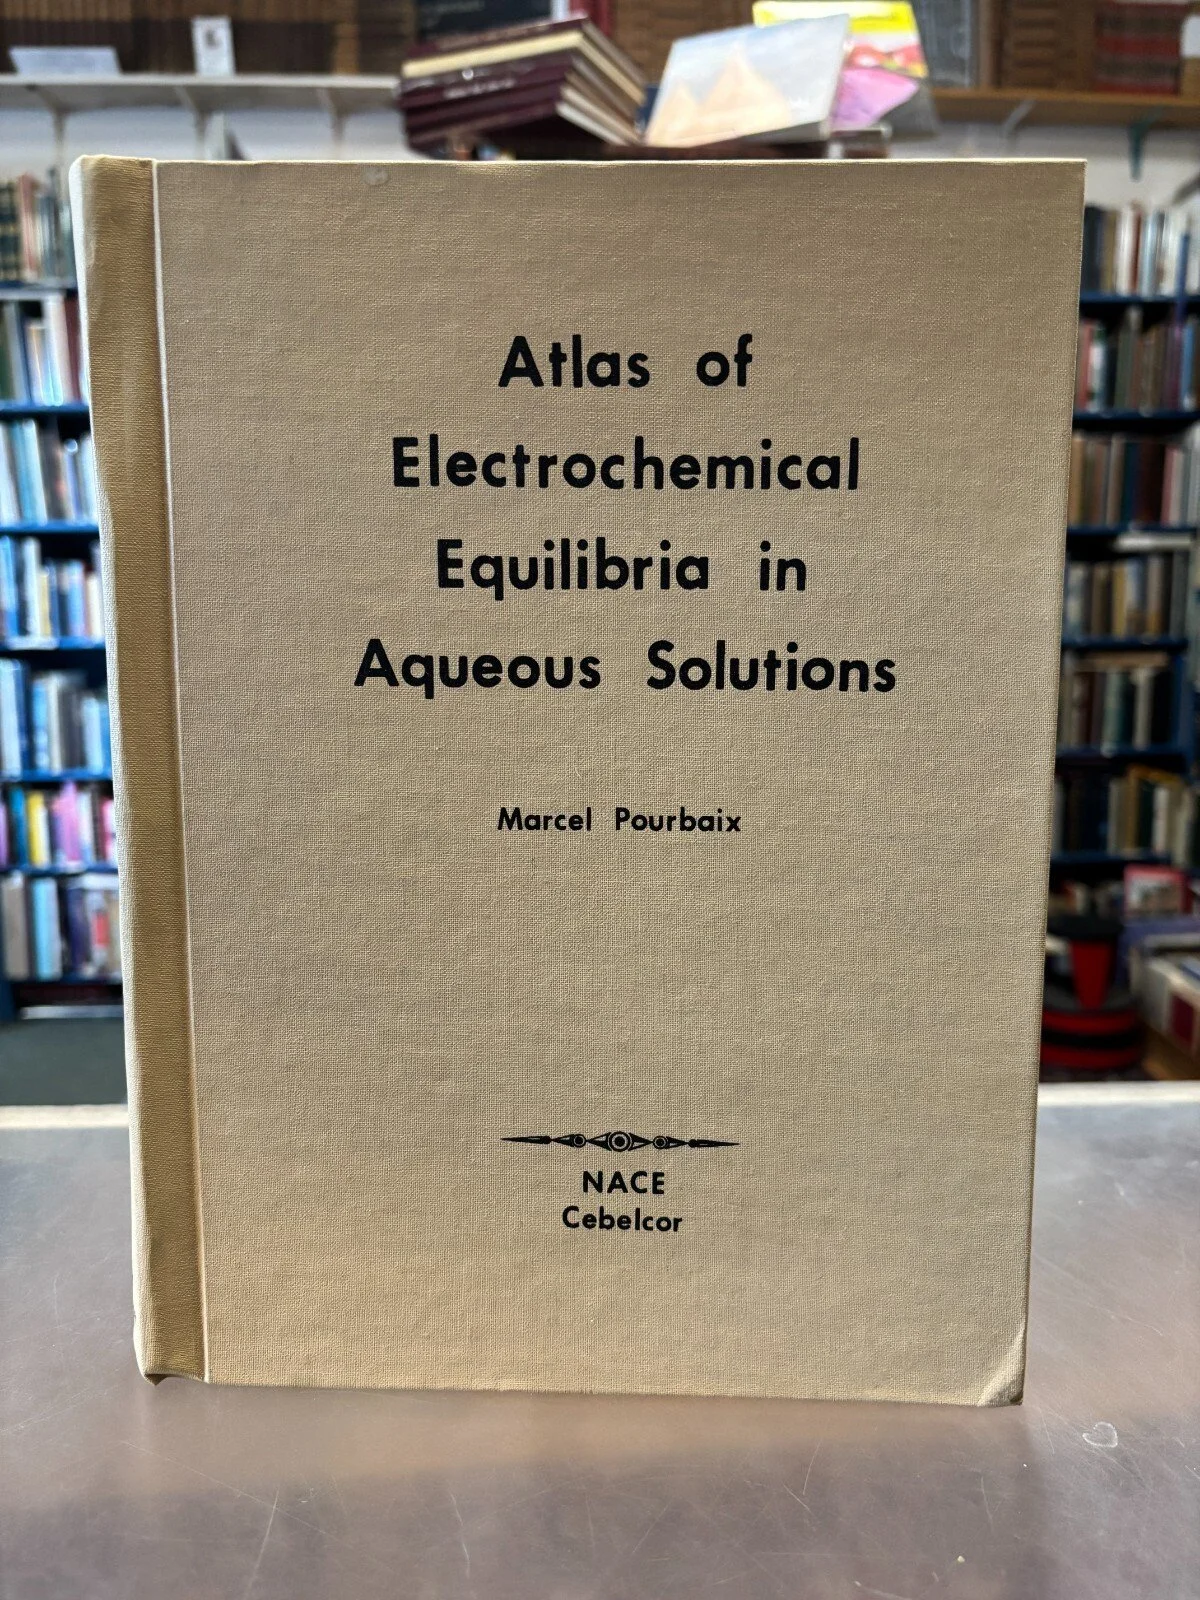 Atlas of
Electrochemical
Equilibria in
Aqueous Solutions
Marcel Pourbaix
NACE
Cebelcor